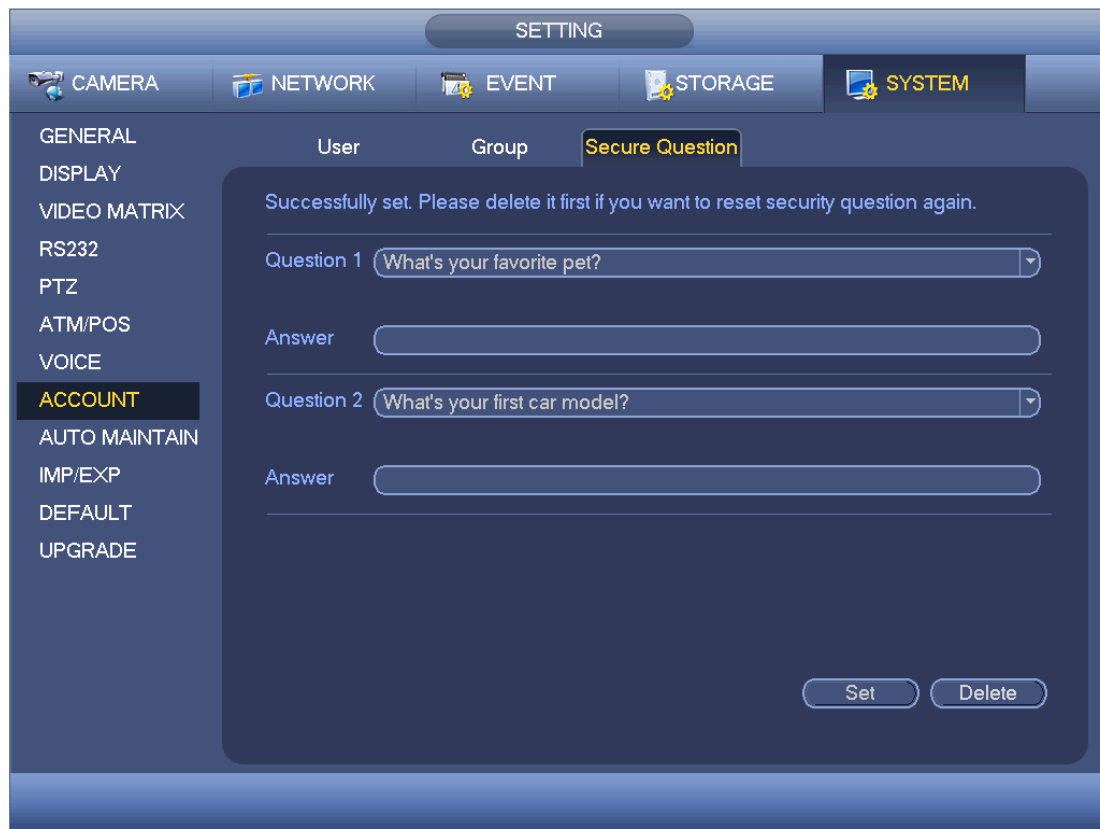 SETTING
CAMERA NETWORK EVENT STORAGE SYSTEM
GENERAL
DISPLAY
VIDEO MATRIX
RS232
PTZ
ATM/POS
VOICE
ACCOUNT
AUTO MAINTAIN
IMP/EXP
DEFAULT
UPGRADE
User Group Secure Question
Successfully set. Please delete it first if you want to reset security question again.
Question 1 What's your favorite pet?
Answer
Question 2 What's your first car model?
Answer
Set Delete